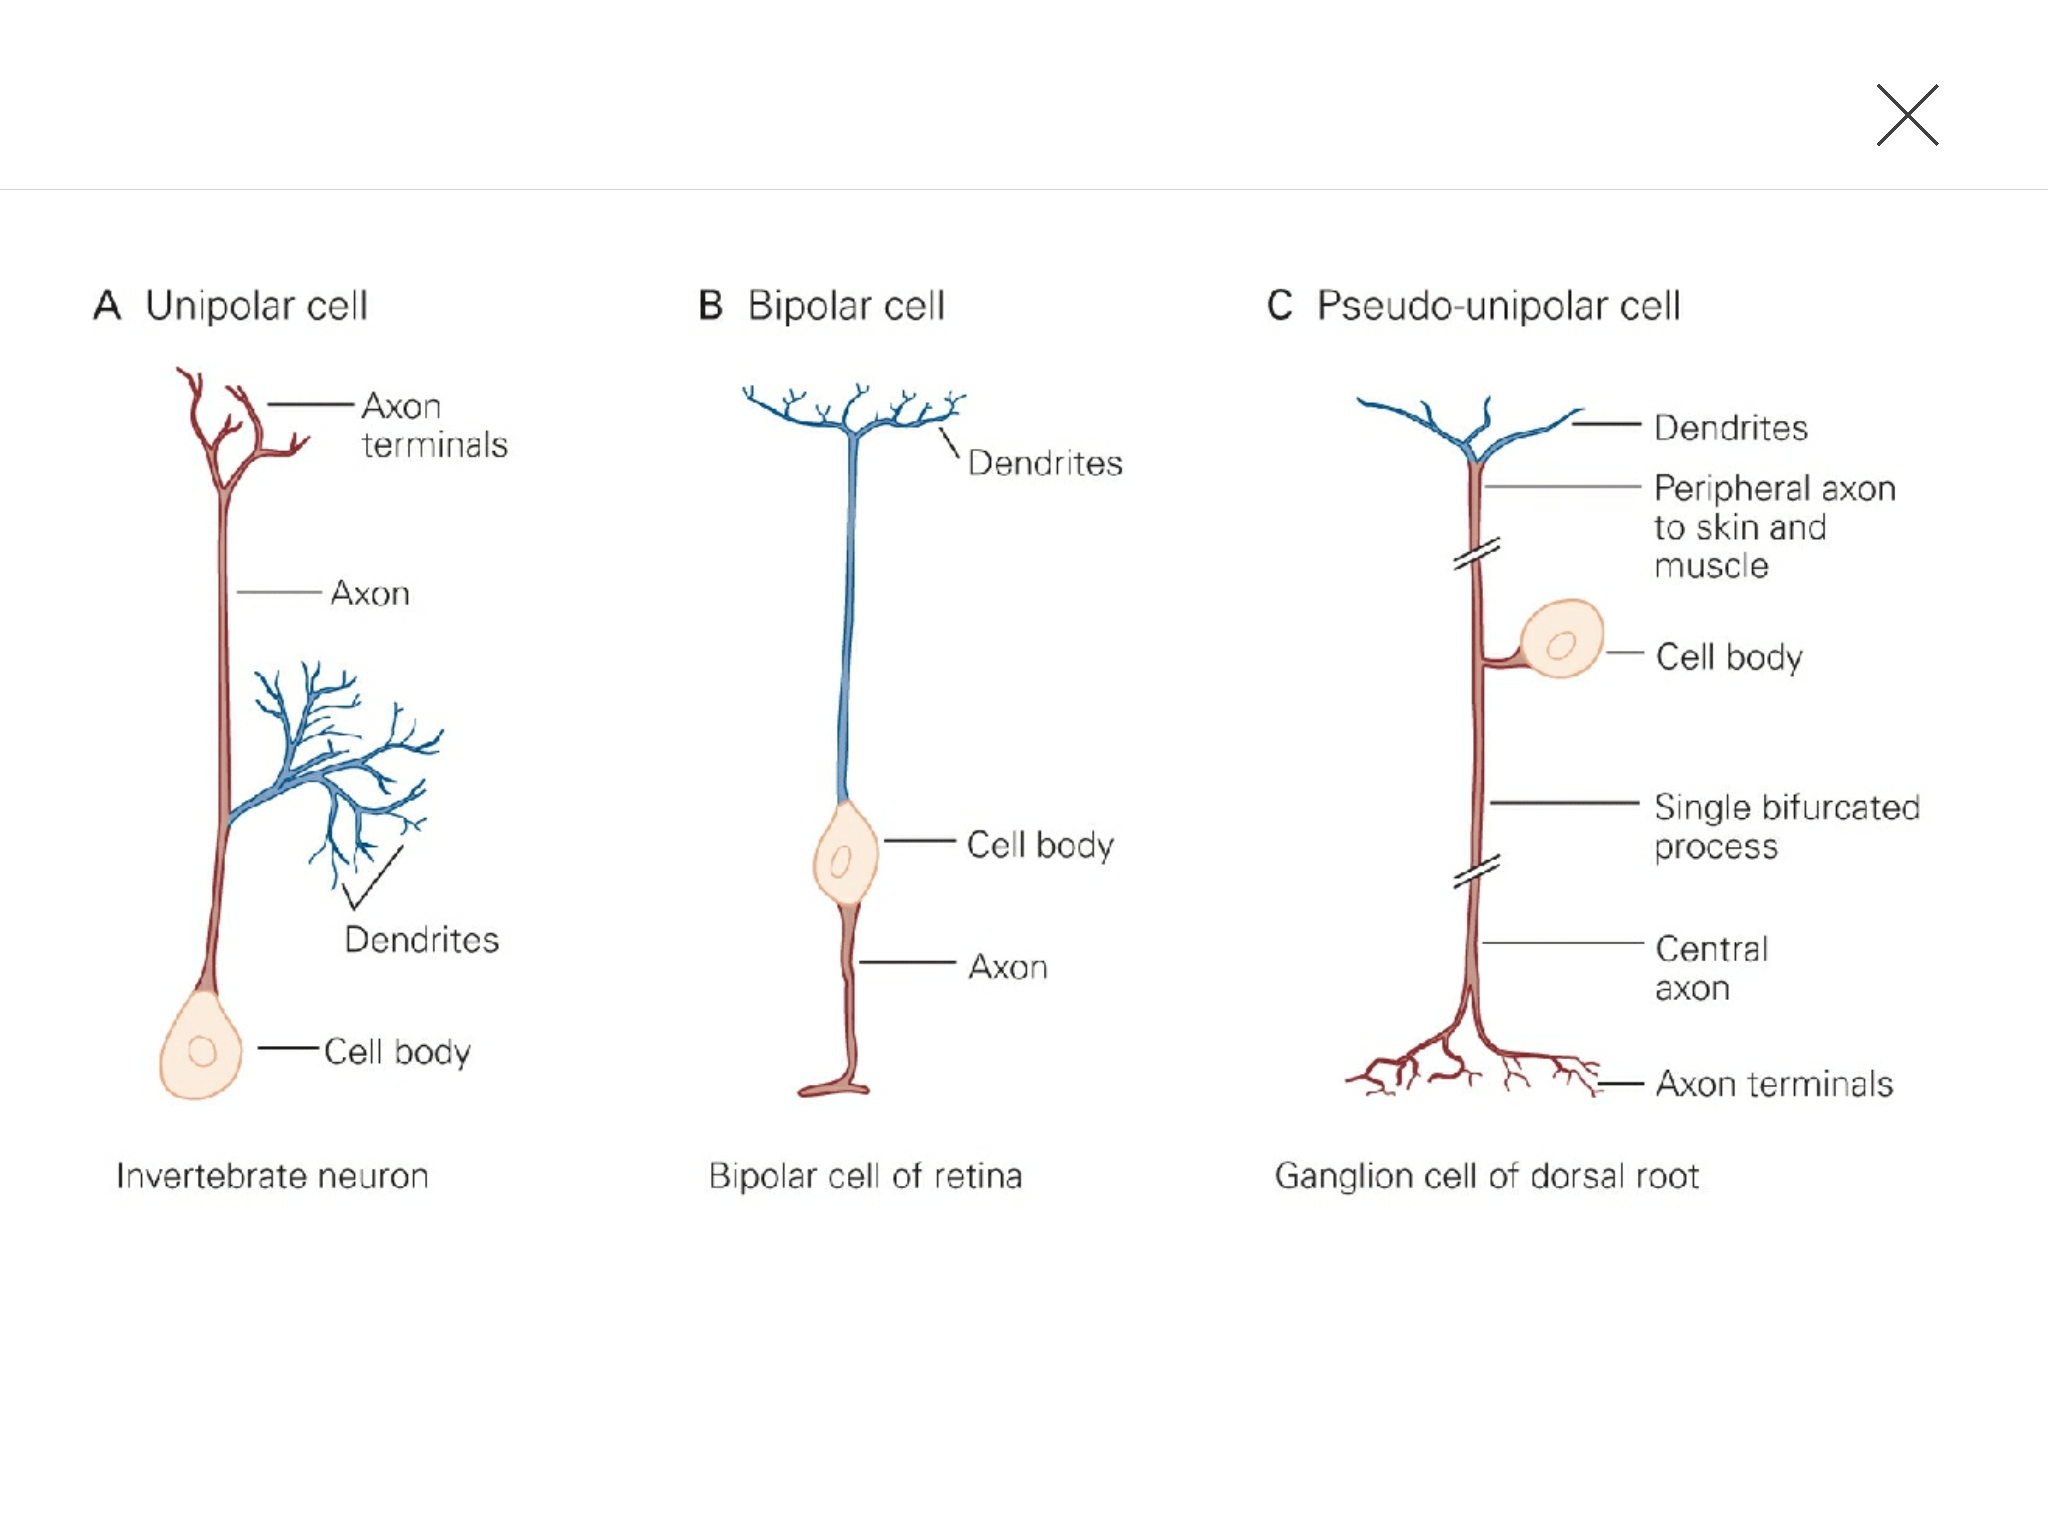 A Unipolar cell
Axon
terminals
Axon
Dendrites
Cell body
Invertebrate neuron
B Bipolar cell
Dendrites
Cell body
Axon
Bipolar cell of retina
C Pseudo-unipolar cell
Dendrites
Peripheral axon
to skin and
muscle
Cell body
Single bifurcated
process
Central
axon
Axon terminals
Ganglion cell of dorsal root